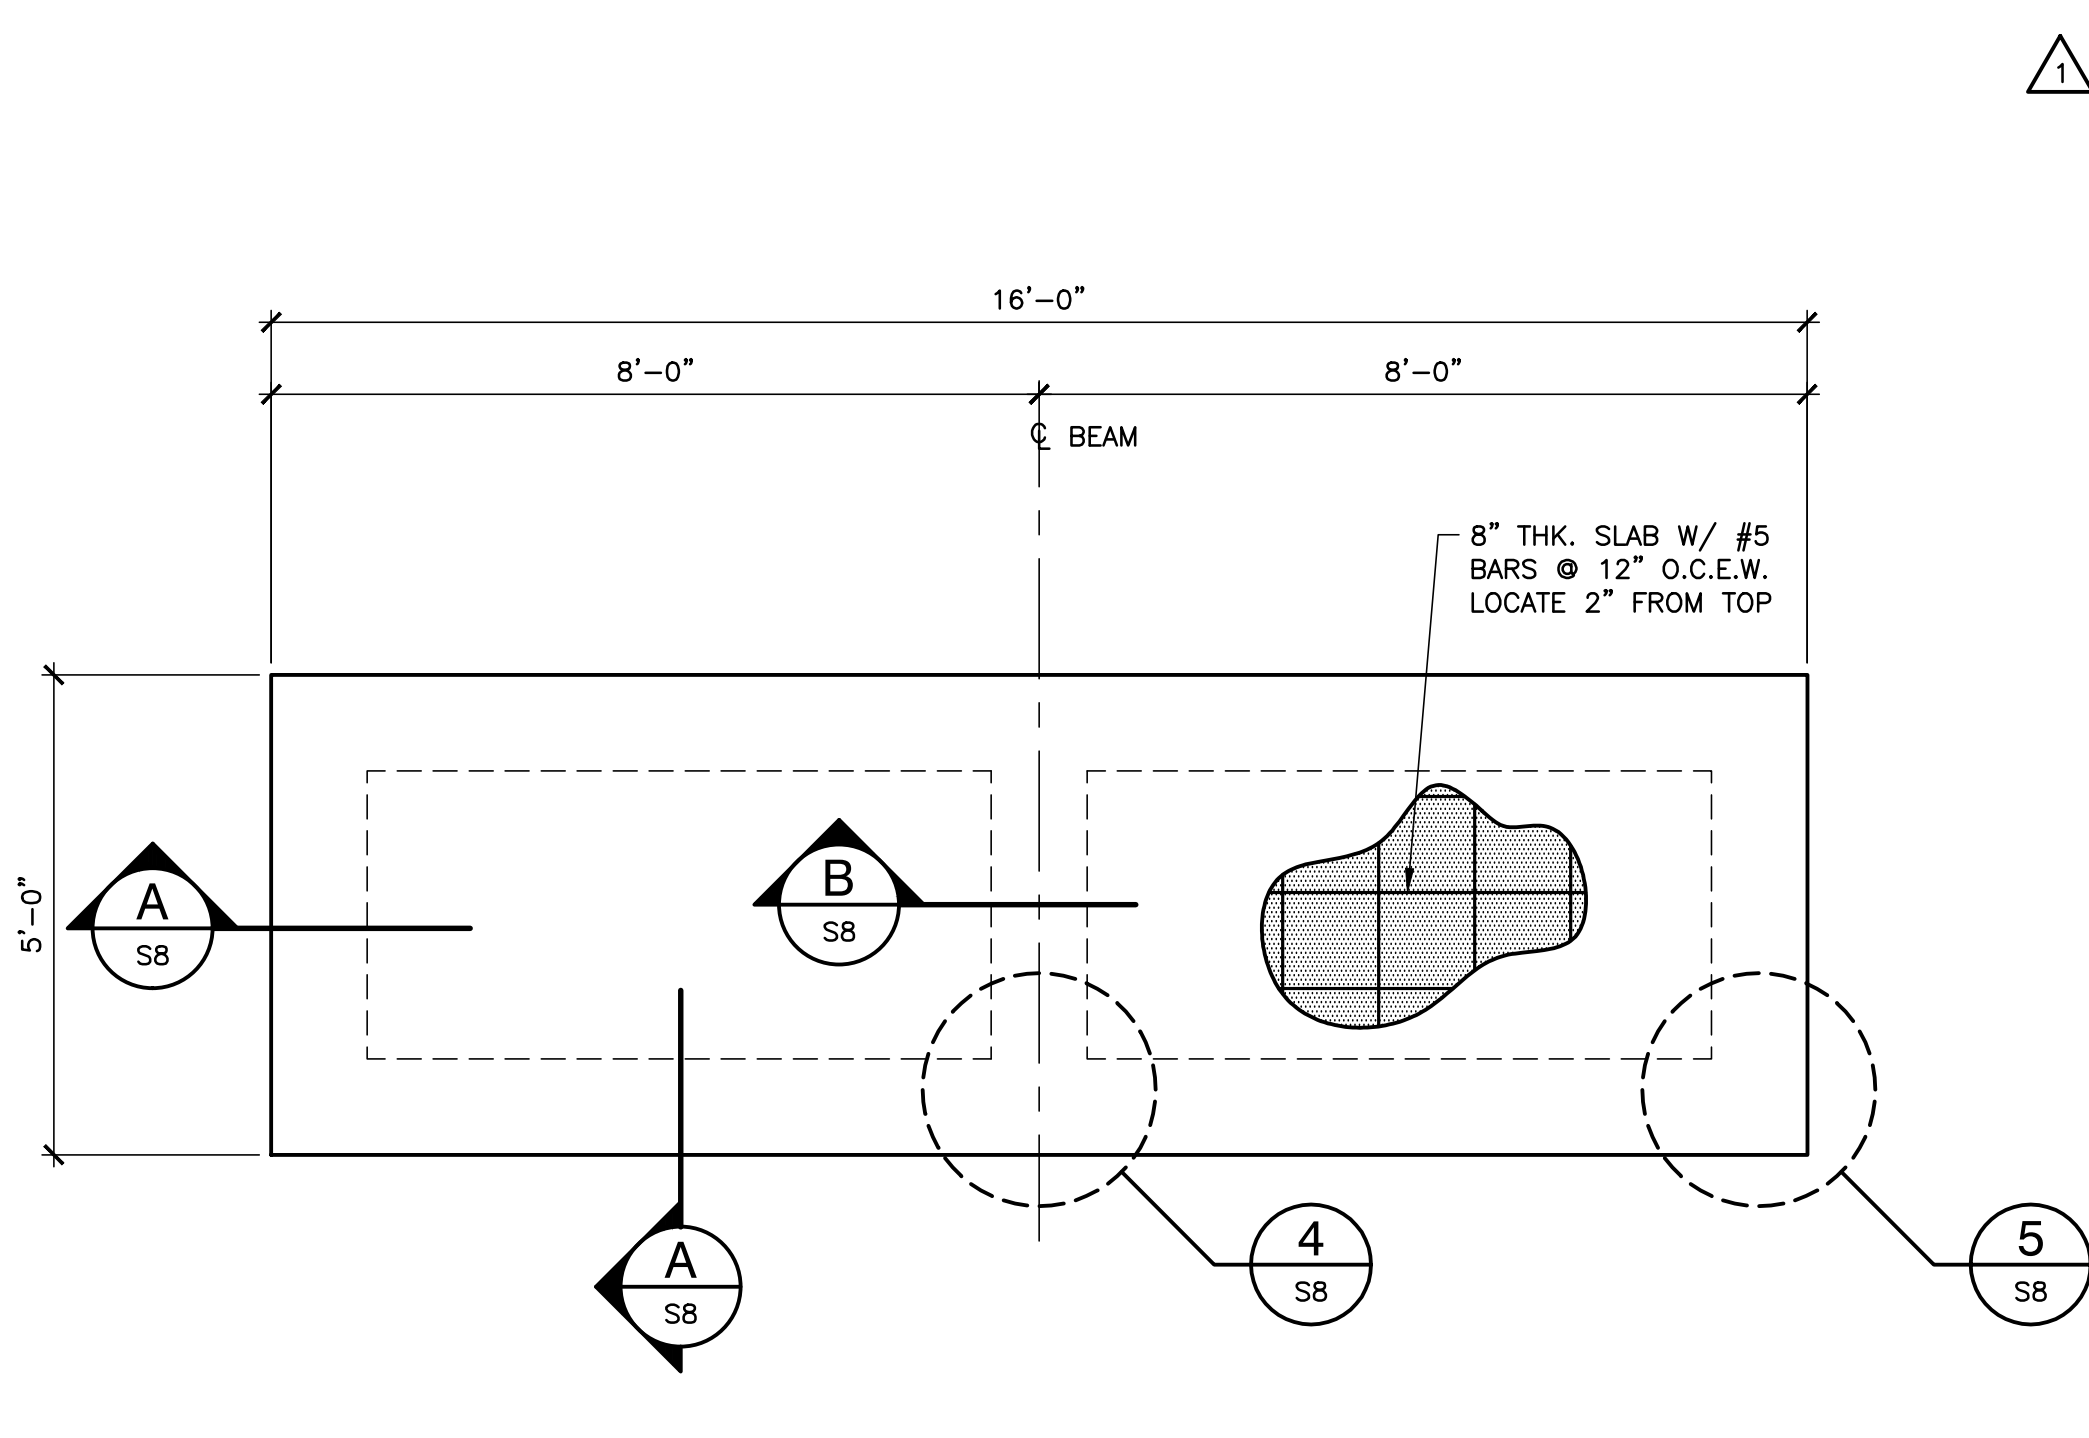 1
16'-0"
8'-0"
8'-0"
℄ BEAM
8" THK. SLAB W/ #5
BARS @ 12" O.C.E.W.
LOCATE 2" FROM TOP
5'-0"
A
S8
B
S8
A
S8
4
S8
5
S8